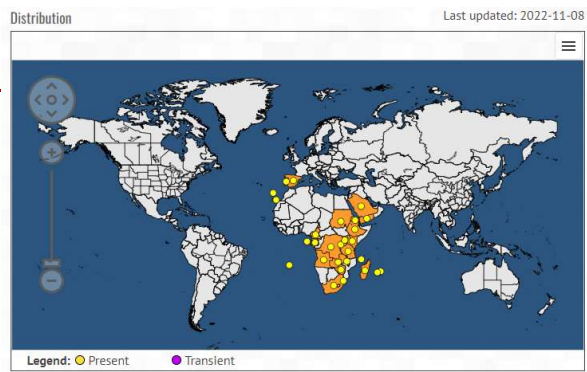 Distribution
Last updated: 2022-11-08
Legend: Present Transient